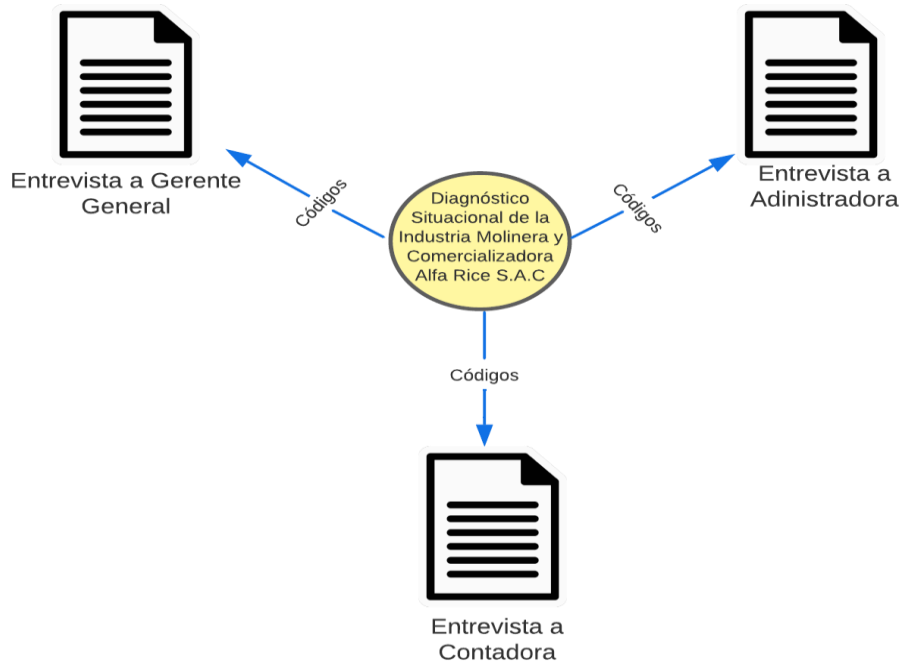 Entrevista a Gerente
General
Códigos
Diagnóstico
Situacional de la
Industria Molinera y
Comercializadora
Alfa Rice S.A.C
Códigos
Entrevista a
Adinistradora
Códigos
Entrevista a
Contadora